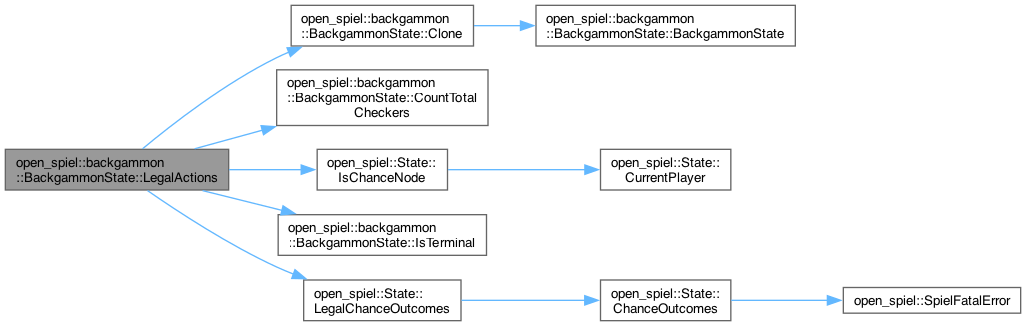 open_spiel::backgammon
::BackgammonState::LegalActions
open_spiel::backgammon
::BackgammonState::Clone
open_spiel::backgammon
::BackgammonState::BackgammonState
open_spiel::backgammon
::BackgammonState::CountTotal
Checkers
open_spiel::State::
IsChanceNode
open_spiel::State::
CurrentPlayer
open_spiel::backgammon
::BackgammonState::IsTerminal
open_spiel::State::
LegalChanceOutcomes
open_spiel::State::
ChanceOutcomes
open_spiel::SpielFatalError